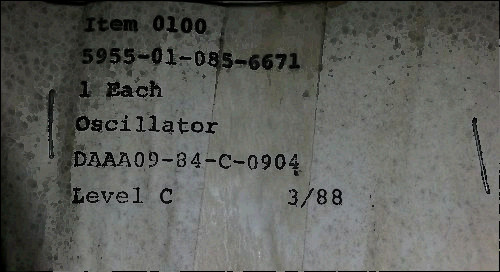 Item 0100
5955-01-085-6671
1 Each
Oscillator
DAAA09-84-C-0904
Level C 3/88